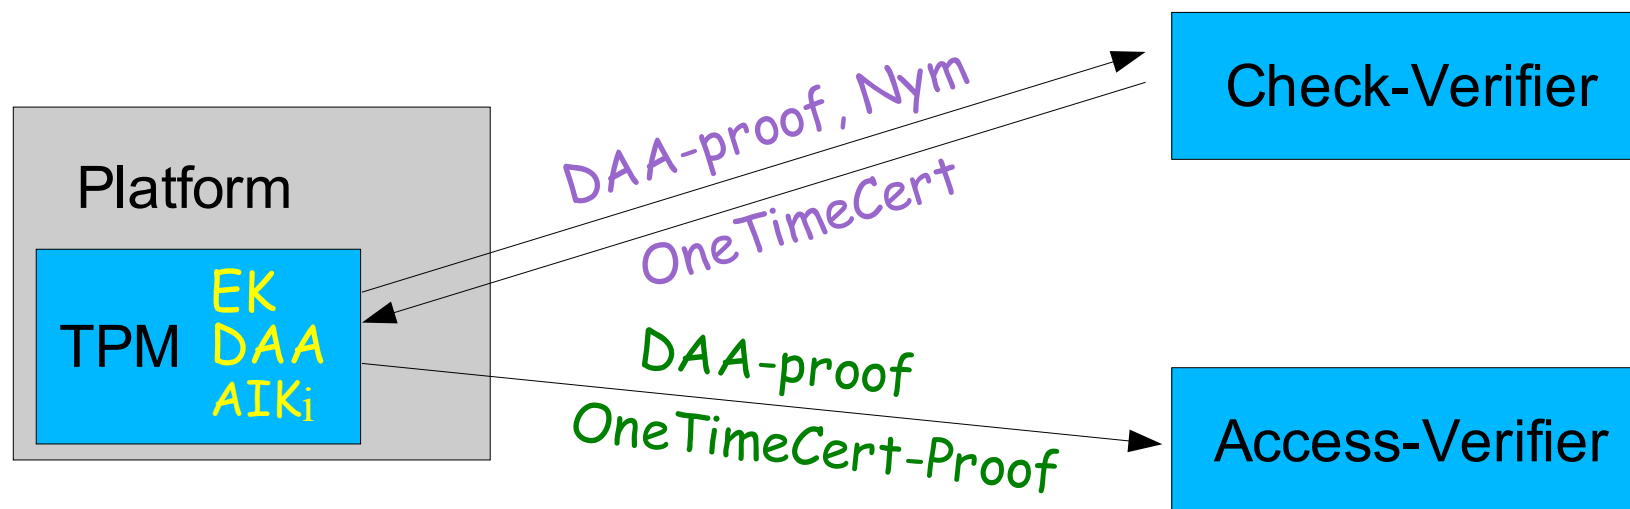 Check-Verifier
DAA-proof, Nym
Platform
OneTimeCert
TPM
EK
DAA
AIKi
DAA-proof
OneTimeCert-Proof
Access-Verifier